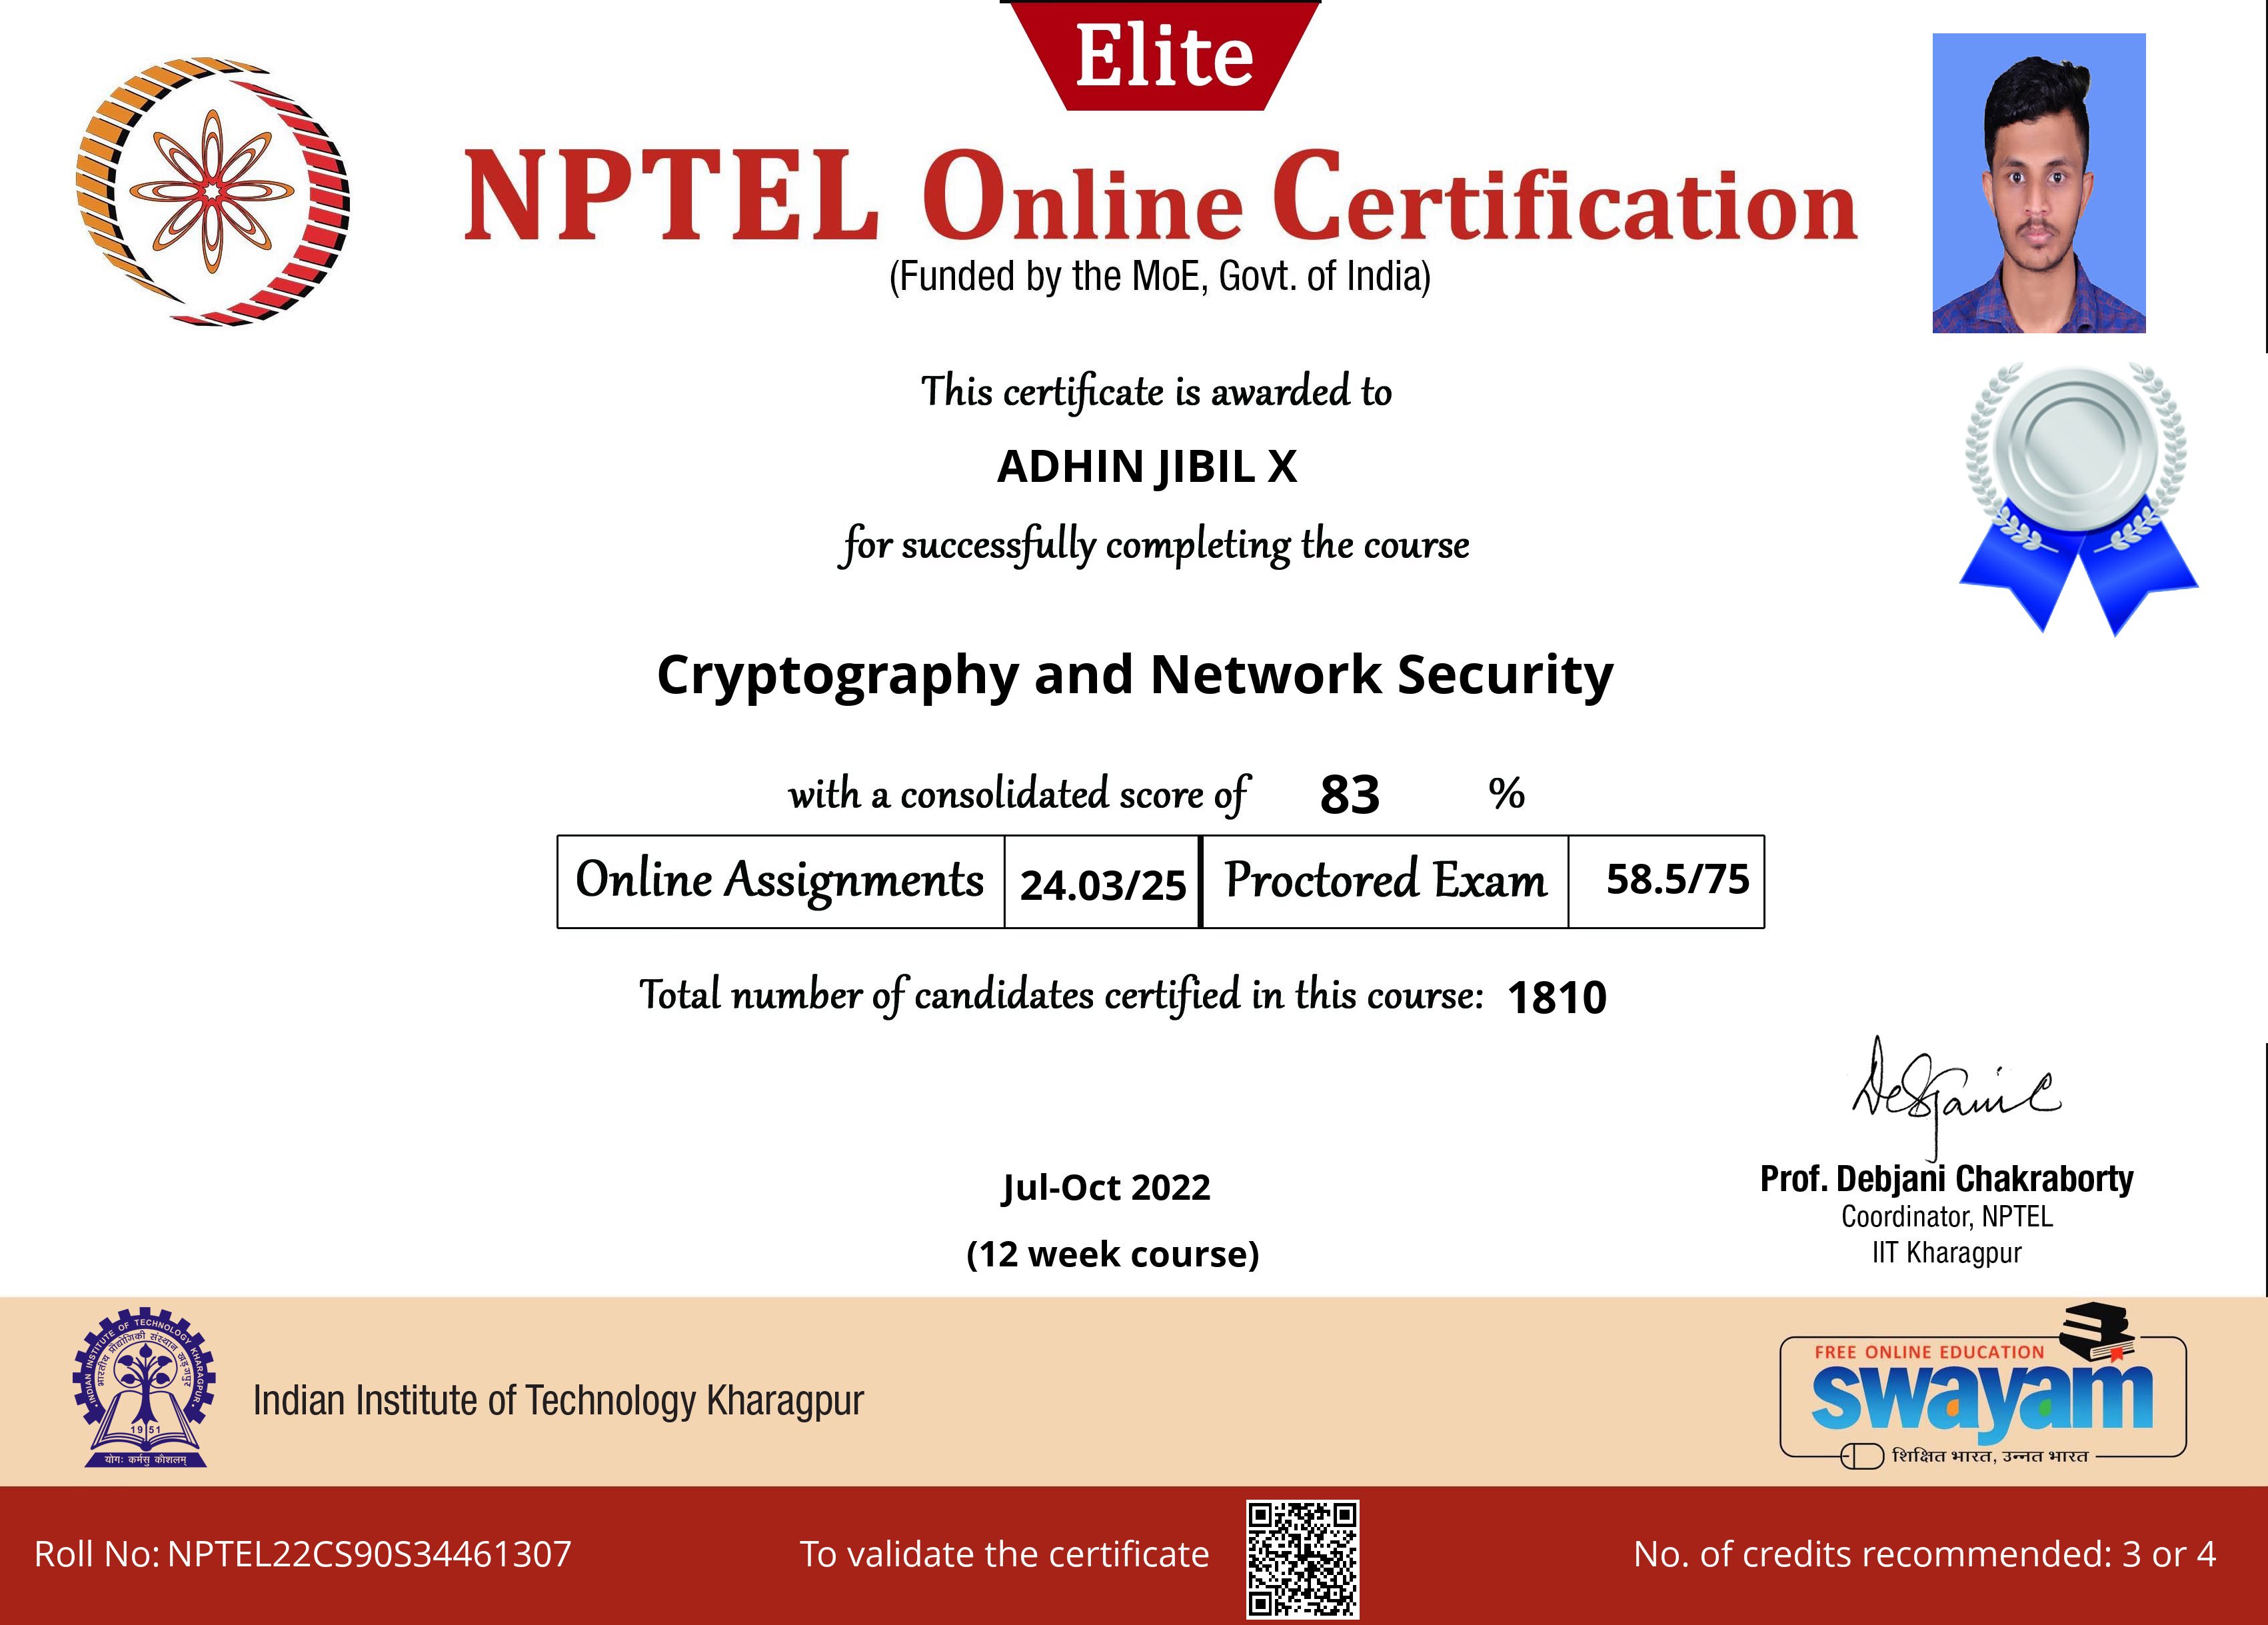 Elite
NPTEL Online Certification
(Funded by the MoE, Govt. of India)
This certificate is awarded to
ADHIN JIBIL X
for successfully completing the course
Cryptography and Network Security
with a consolidated score of 83 %
Online Assignments 24.03/25 Proctored Exam 58.5/75
Total number of candidates certified in this course: 1810
Debjani C
Prof. Debjani Chakraborty
Coordinator, NPTEL
IIT Kharagpur
Jul-Oct 2022
(12 week course)
INDIAN INSTITUTE OF TECHNOLOGY KHARAGPUR
भारतीय प्रौद्योगिकी संस्थान खड़गपुर
1951
योगः कर्मसु कौशलम्
Indian Institute of Technology Kharagpur
FREE ONLINE EDUCATION
swayam
शिक्षित भारत, उन्नत भारत
Roll No: NPTEL22CS90S34461307
To validate the certificate
No. of credits recommended: 3 or 4